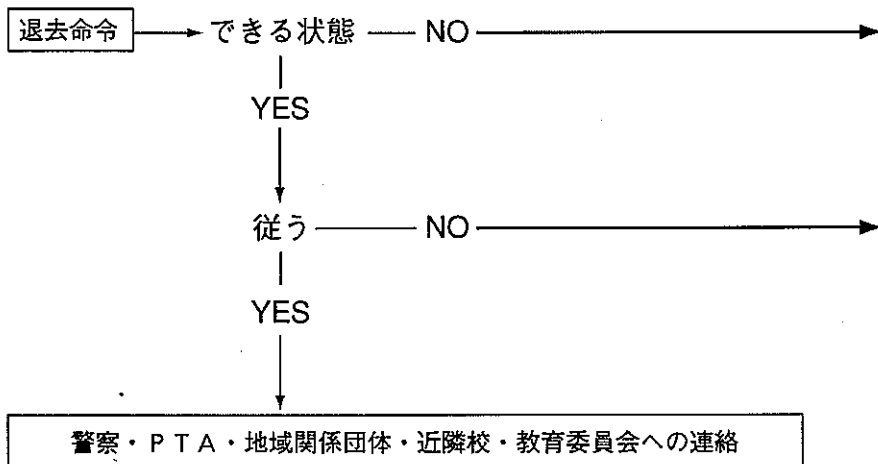 退去命令 できる状態 NO
YES
従う NO
YES
警察・ＰＴＡ・地域関係団体・近隣校・教育委員会への連絡